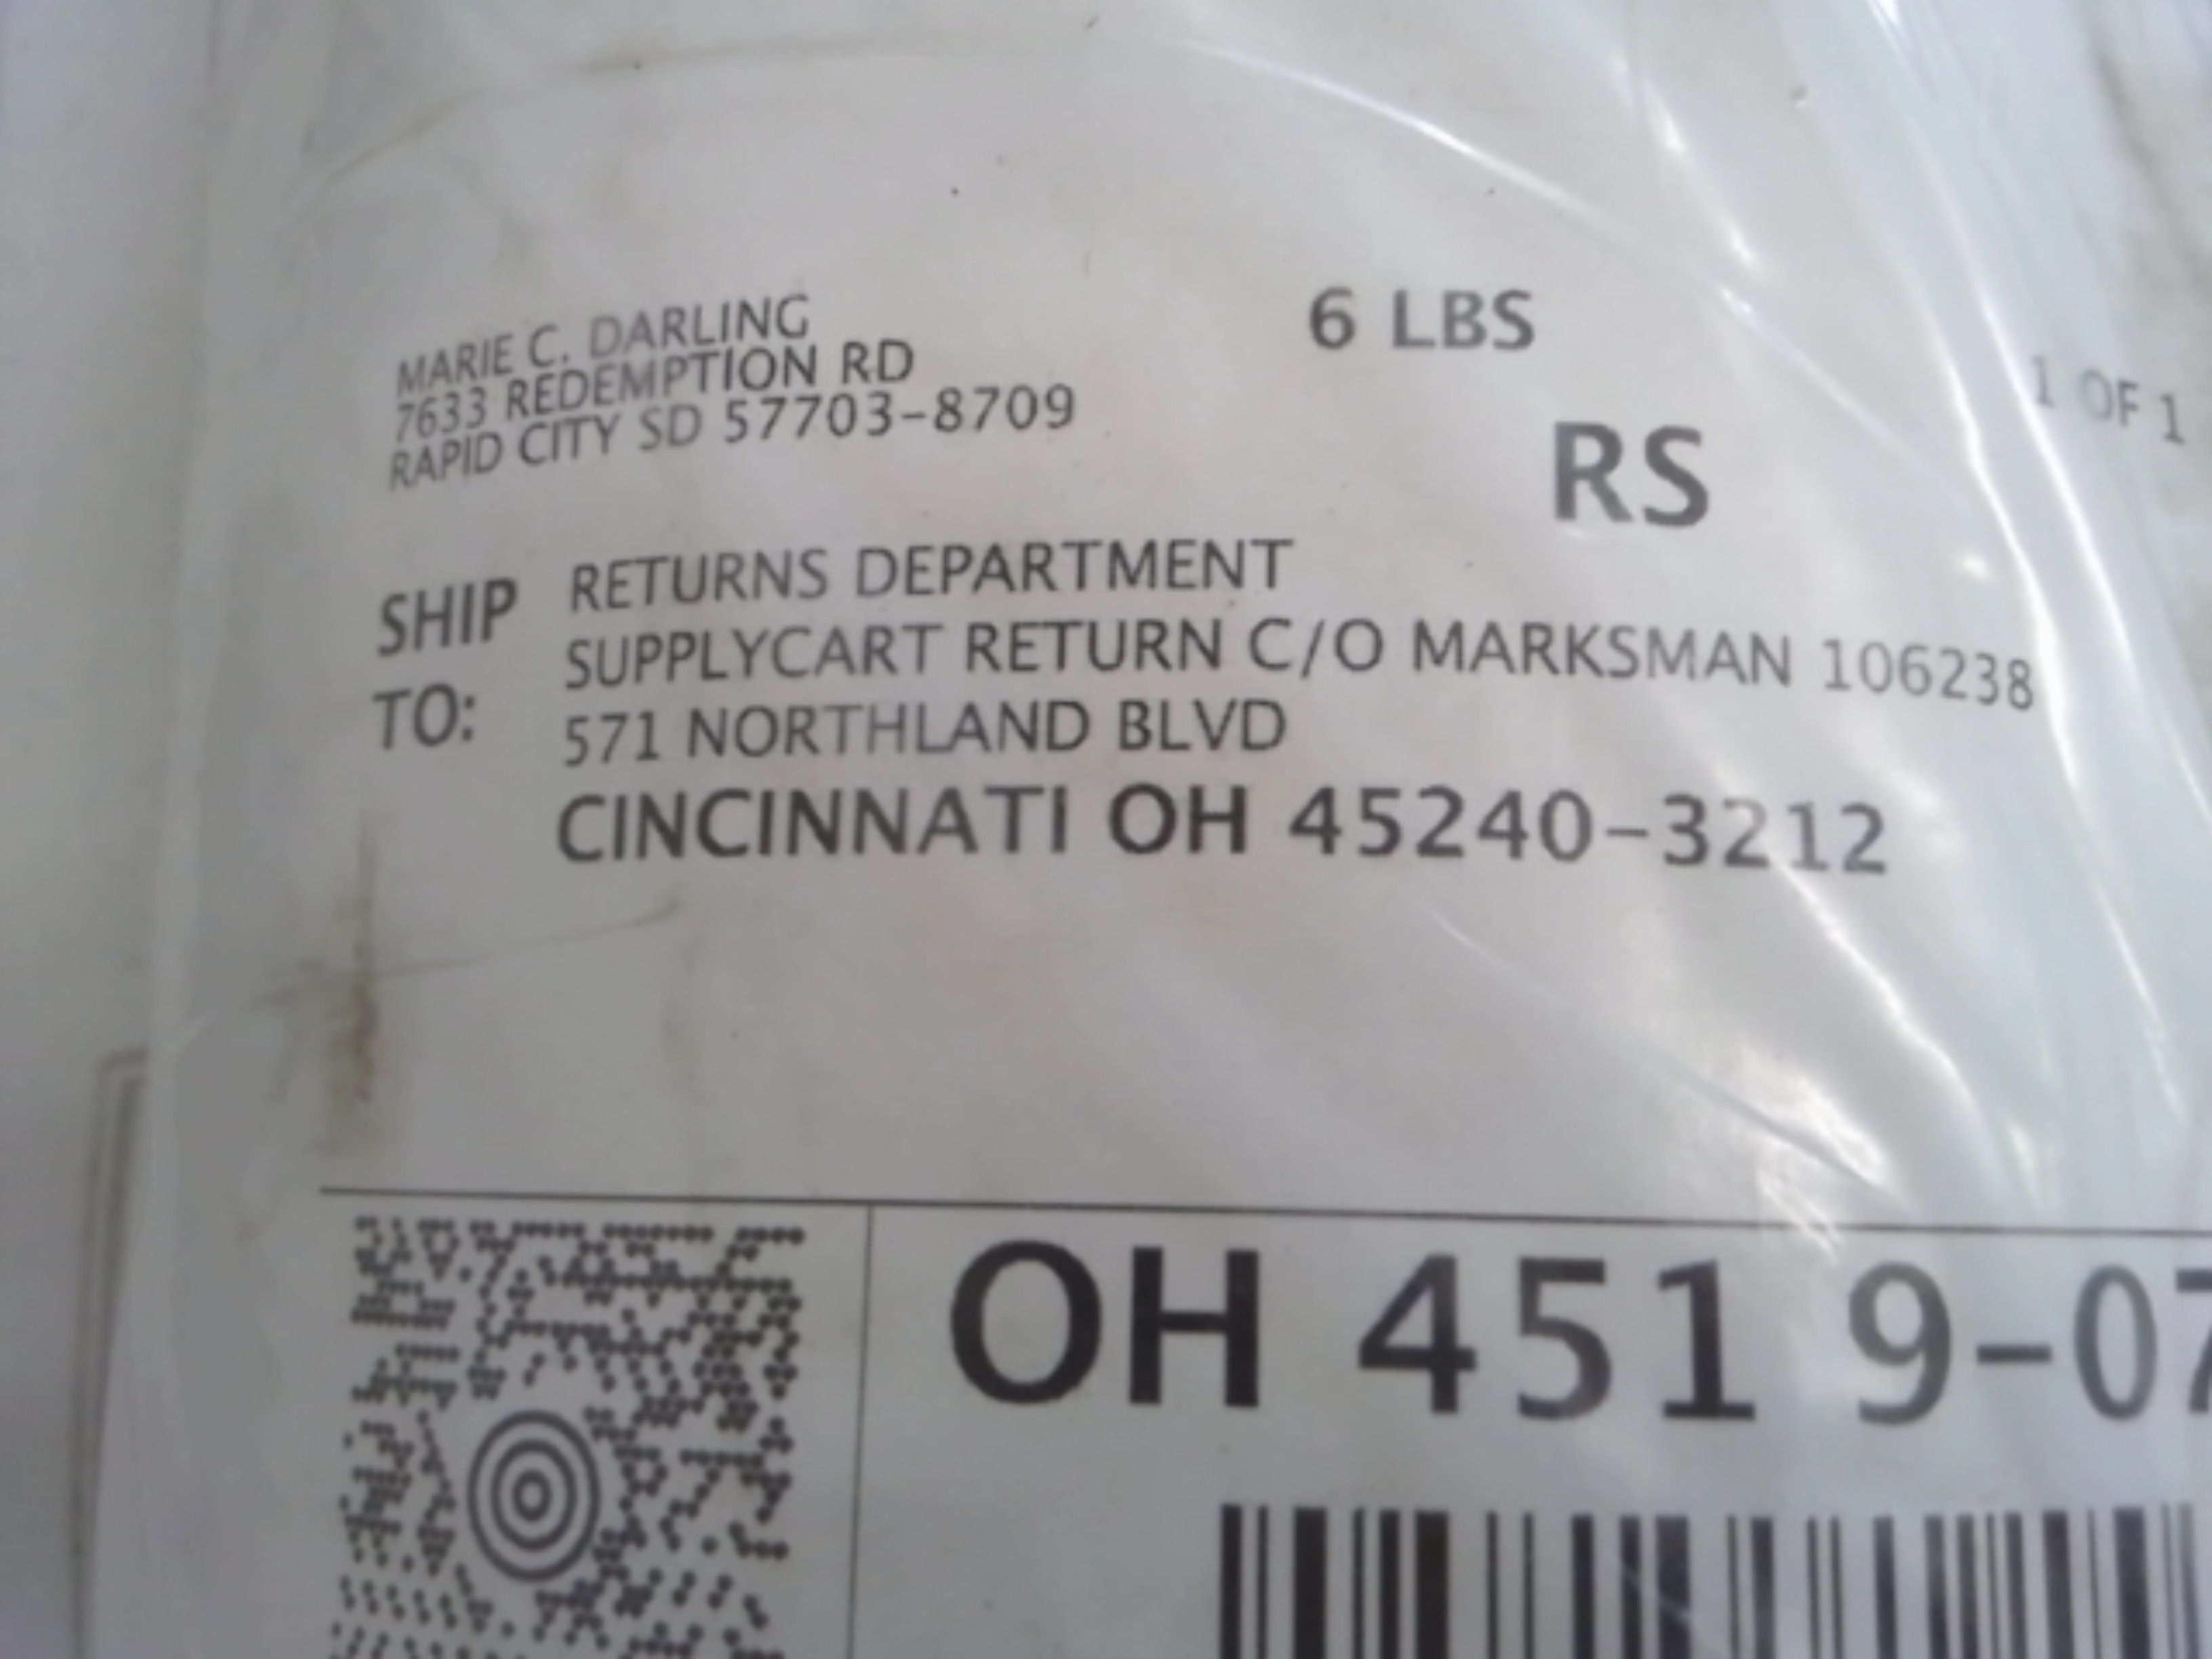 MARIE C. DARLING
7633 REDEMPTION RD
RAPID CITY SD 57703-8709
6 LBS
1 OF 1
RS
SHIP TO:
RETURNS DEPARTMENT
SUPPLYCART RETURN C/O MARKSMAN 106238
571 NORTHLAND BLVD
CINCINNATI OH 45240-3212
OH 451 9-07